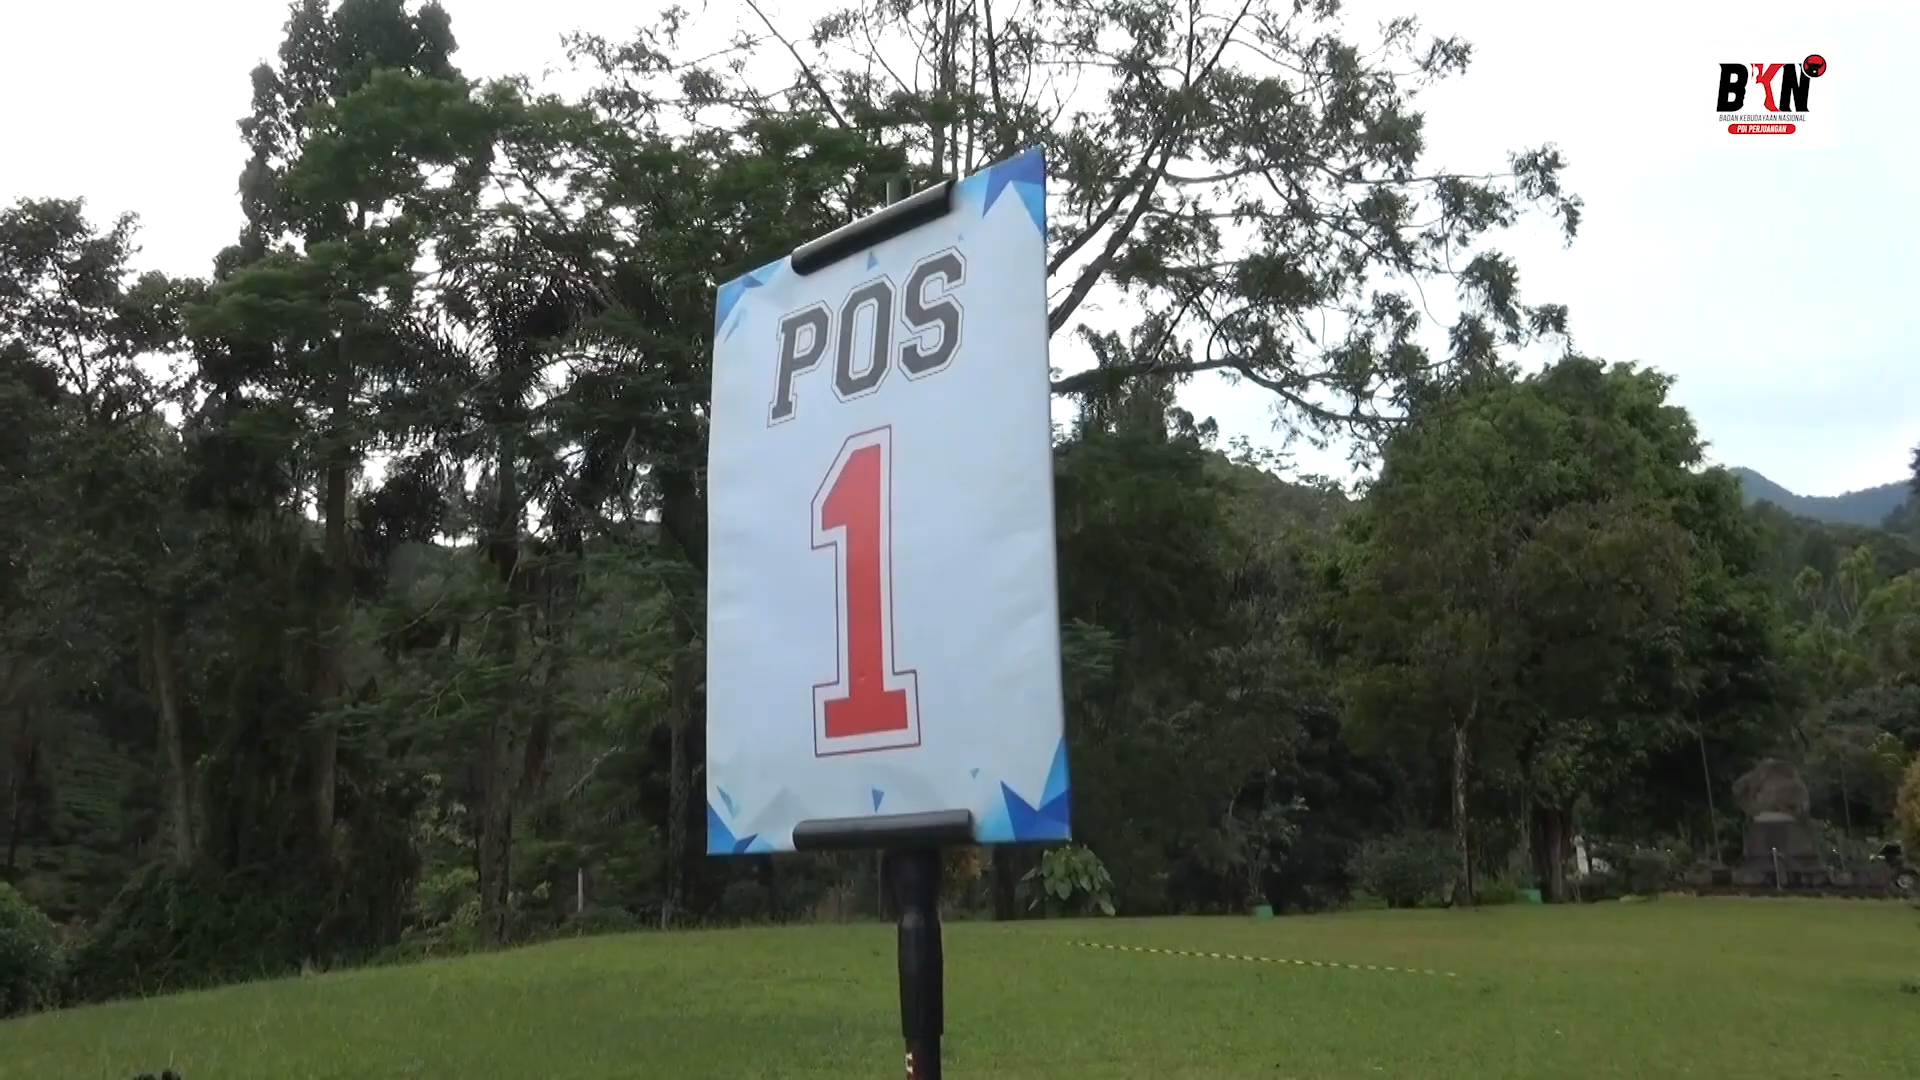 BKN
BADAN KEBUDAYAAN NASIONAL
PDI PERJUANGAN
POS
1